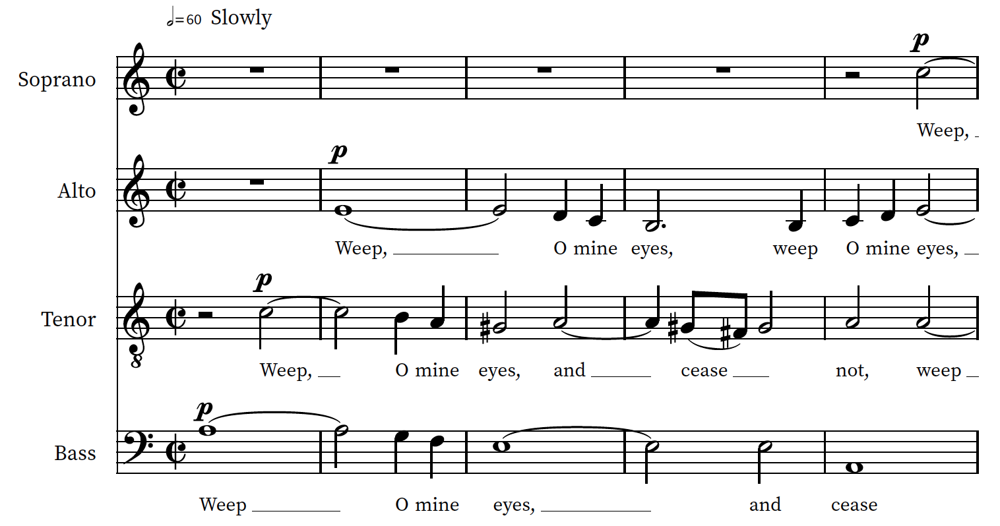 =60 Slowly
p
Soprano
Weep,
p
Alto
Weep, O mine eyes, weep O mine eyes,
p
Tenor
8
Weep, O mine eyes, and cease not, weep
p
Bass
Weep O mine eyes, and cease